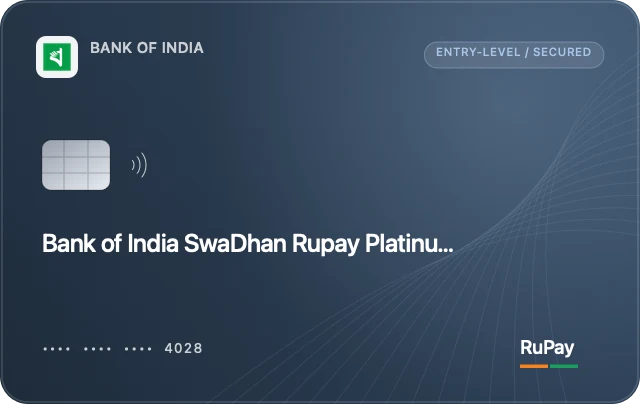 BANK OF INDIA
ENTRY-LEVEL / SECURED
Bank of India SwaDhan Rupay Platinu...
•••• •••• •••• 4028
RuPay